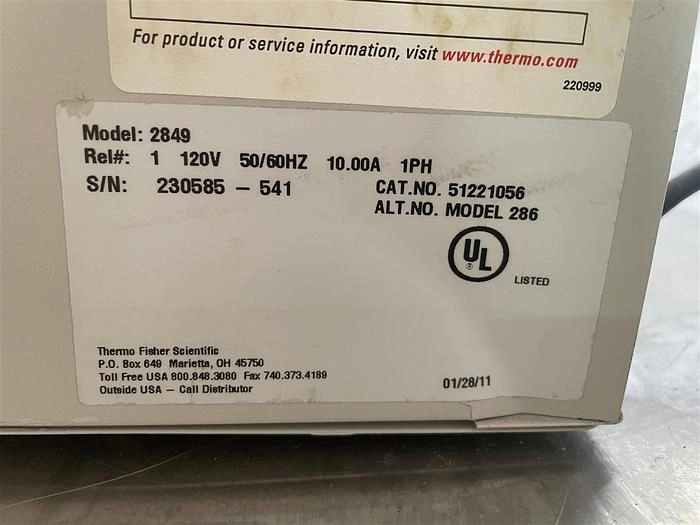 For product or service information, visit www.thermo.com
220999
Model: 2849
Rel#: 1 120V 50/60HZ 10.00A 1PH
S/N: 230585 – 541
CAT.NO. 51221056
ALT.NO. MODEL 286
UL
LISTED
Thermo Fisher Scientific
P.O. Box 649 Marietta, OH 45750
Toll Free USA 800.848.3080 Fax 740.373.4189
Outside USA – Call Distributor
01/28/11